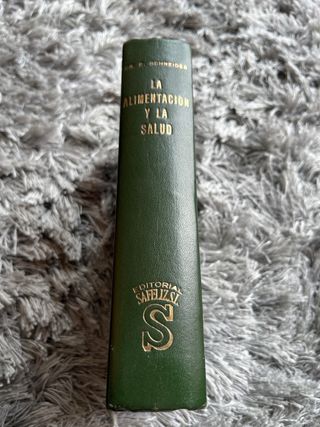 DR. E. SCHNEIDER
LA
ALIMENTACION
Y LA
SALUD
EDITORIAL
SAFELIZ S.L.
S